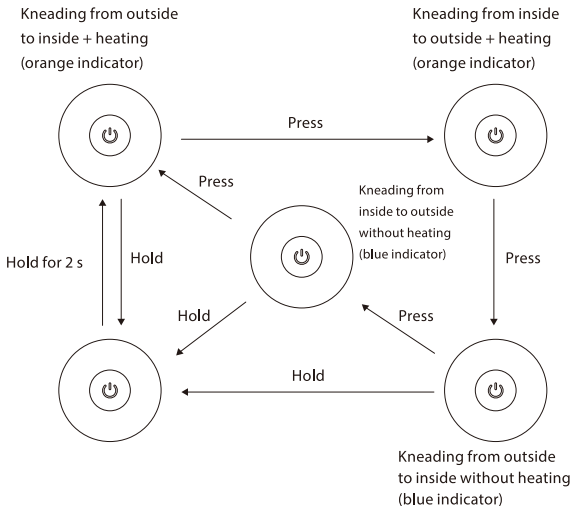 Kneading from outside
to inside + heating
(orange indicator)
Kneading from inside
to outside + heating
(orange indicator)
Press
Press
Kneading from
inside to outside
without heating
(blue indicator)
Hold for 2 s
Hold
Press
Hold
Press
Hold
Kneading from outside
to inside without heating
(blue indicator)